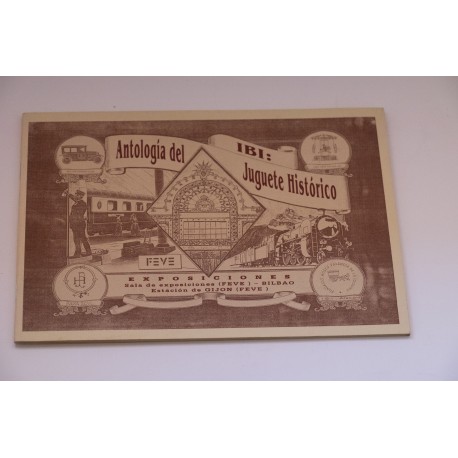 IBI:
Antología del
Juguete Histórico
FEVE
EXPOSICIONES
Sala de exposiciones (FEVE) - BILBAO
Estación de GIJON (FEVE)